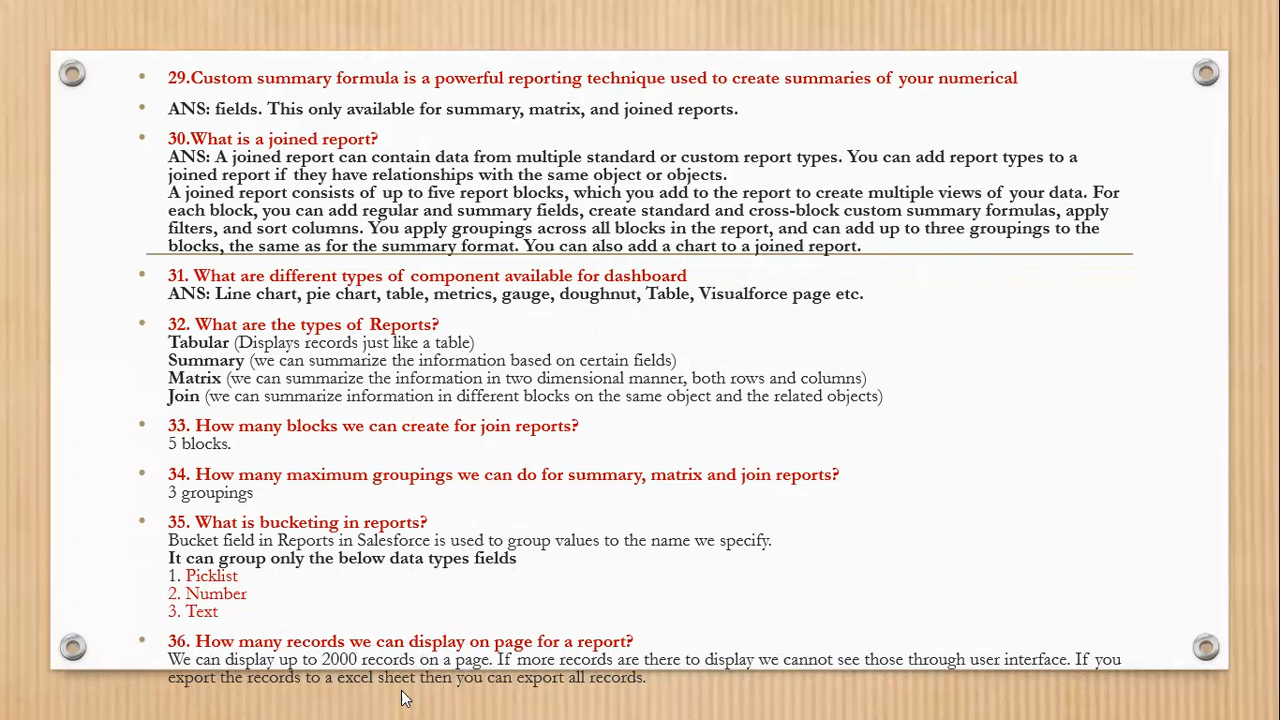 29.Custom summary formula is a powerful reporting technique used to create summaries of your numerical
ANS: fields. This only available for summary, matrix, and joined reports.
30.What is a joined report?
ANS: A joined report can contain data from multiple standard or custom report types. You can add report types to a
joined report if they have relationships with the same object or objects.
A joined report consists of up to five report blocks, which you add to the report to create multiple views of your data. For
each block, you can add regular and summary fields, create standard and cross-block custom summary formulas, apply
filters, and sort columns. You apply groupings across all blocks in the report, and can add up to three groupings to the
blocks, the same as for the summary format. You can also add a chart to a joined report.
31. What are different types of component available for dashboard
ANS: Line chart, pie chart, table, metrics, gauge, doughnut, Table, Visualforce page etc.
32. What are the types of Reports?
Tabular (Displays records just like a table)
Summary (we can summarize the information based on certain fields)
Matrix (we can summarize the information in two dimensional manner, both rows and columns)
Join (we can summarize information in different blocks on the same object and the related objects)
33. How many blocks we can create for join reports?
5 blocks.
34. How many maximum groupings we can do for summary, matrix and join reports?
3 groupings
35. What is bucketing in reports?
Bucket field in Reports in Salesforce is used to group values to the name we specify.
It can group only the below data types fields
1. Picklist
2. Number
3. Text
36. How many records we can display on page for a report?
We can display up to 2000 records on a page. If more records are there to display we cannot see those through user interface. If you
export the records to a excel sheet then you can export all records.